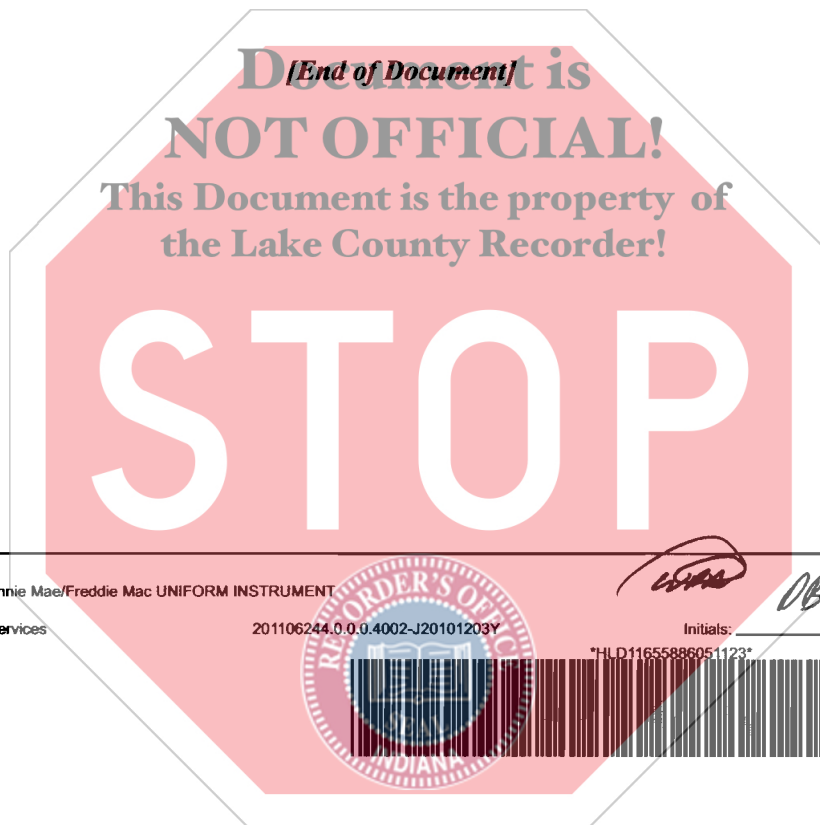 [End of Document]
Document is
NOT OFFICIAL!
This Document is the property of
the Lake County Recorder!
STOP
nnie Mae/Freddie Mac UNIFORM INSTRUMENT
ervices
201106244.0.0.0.4002-J20101203Y
Initials:
DB
*HLD11655886051123*
RECORDER'S OFFICE
SEAL
INDIANA